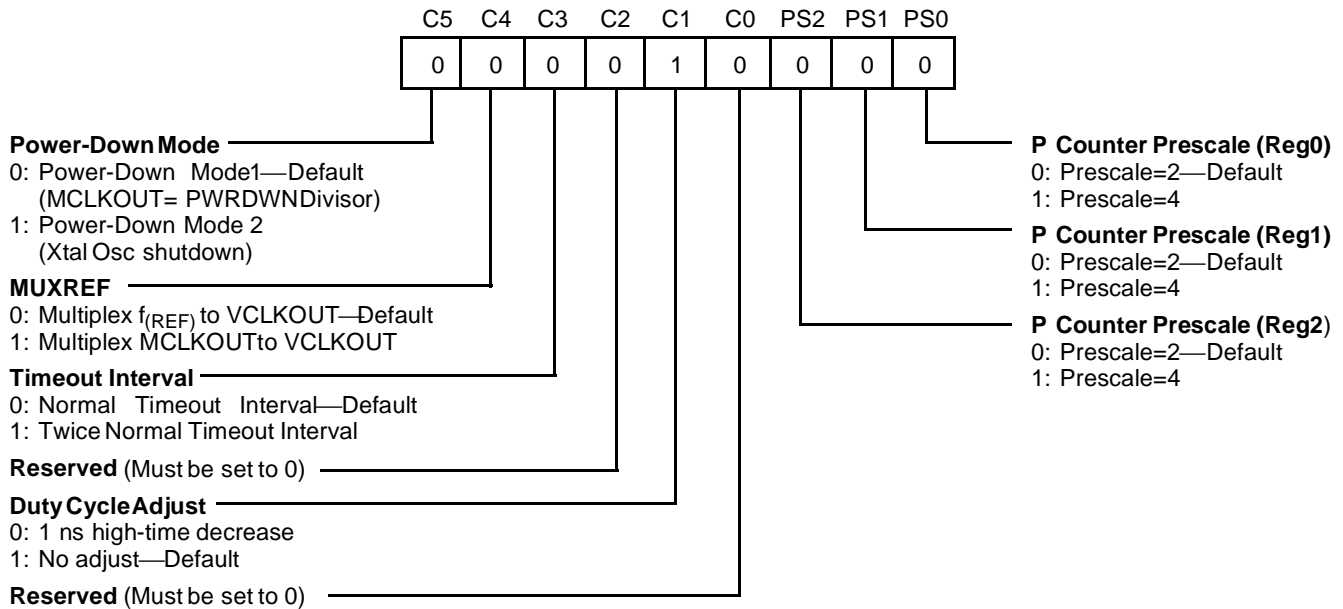 C5 C4 C3 C2 C1 C0 PS2 PS1 PS0
0 0 0 0 1 0 0 0 0
Power-Down Mode
0: Power-Down Mode1—Default
(MCLKOUT= PWRDWNDivisor)
1: Power-Down Mode 2
(Xtal Osc shutdown)
MUXREF
0: Multiplex f(REF) to VCLKOUT—Default
1: Multiplex MCLKOUTto VCLKOUT
Timeout Interval
0: Normal Timeout Interval—Default
1: Twice Normal Timeout Interval
Reserved (Must be set to 0)
Duty Cycle Adjust
0: 1 ns high-time decrease
1: No adjust—Default
Reserved (Must be set to 0)
P Counter Prescale (Reg0)
0: Prescale=2—Default
1: Prescale=4
P Counter Prescale (Reg1)
0: Prescale=2—Default
1: Prescale=4
P Counter Prescale (Reg2)
0: Prescale=2—Default
1: Prescale=4